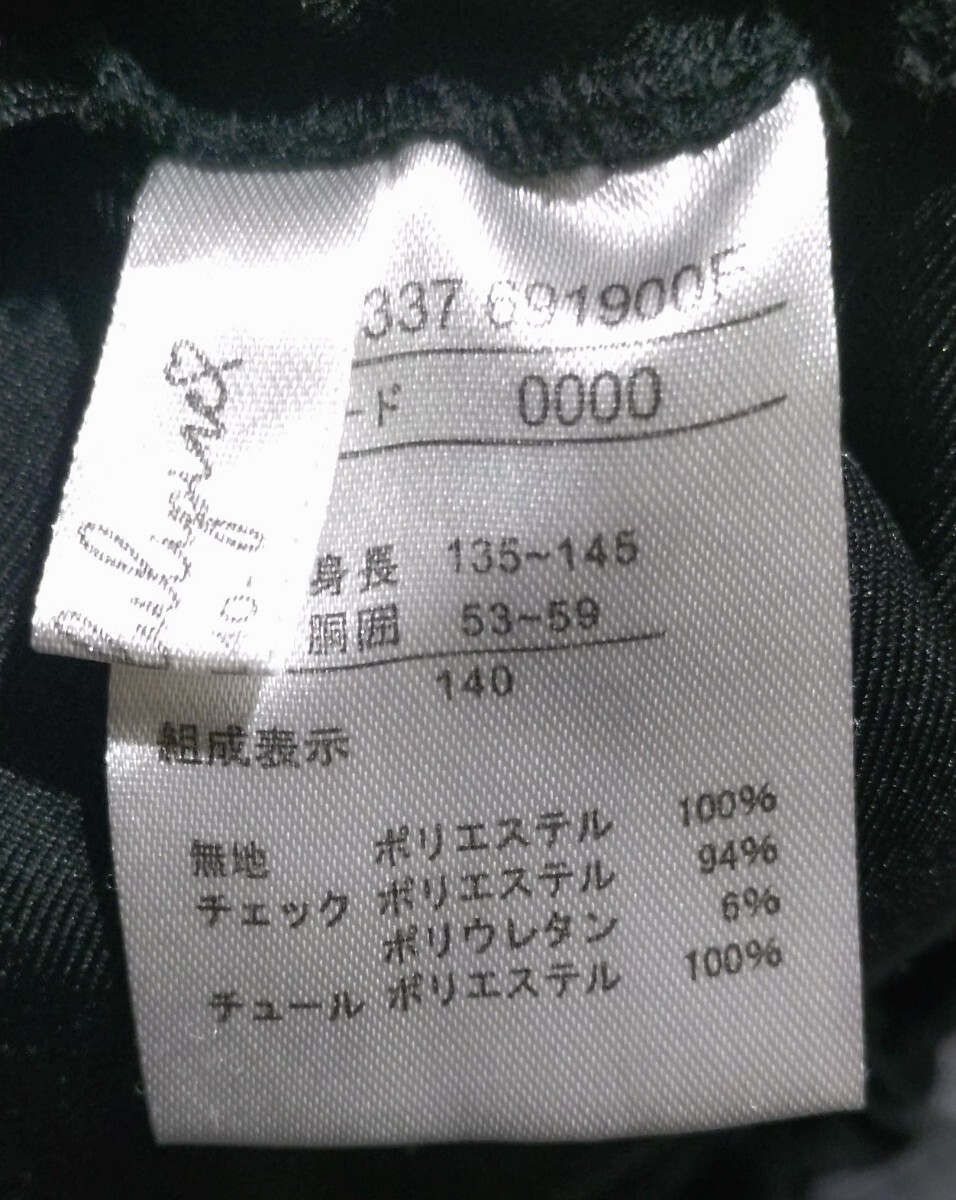 337 691900F
ード 0000
身長 135~145
胴囲 53~59
140
組成表示
無地 ポリエステル 100%
チェック ポリエステル 94%
ポリウレタン 6%
チュール ポリエステル 100%